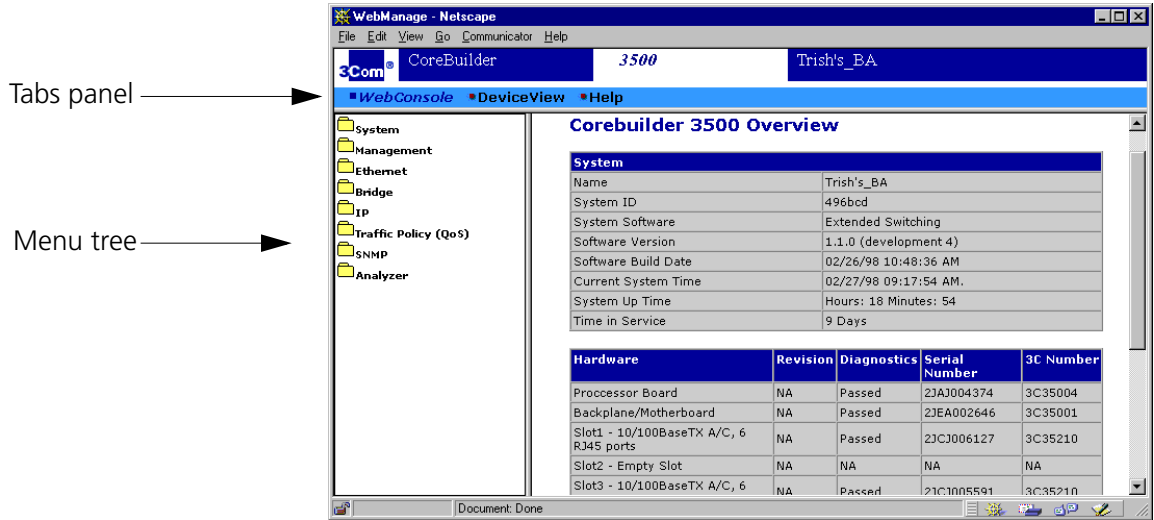 WebManage - Netscape
File Edit View Go Communicator Help
3Com® CoreBuilder 3500 Trish's_BA
Tabs panel
WebConsole DeviceView Help
Menu tree
System
Management
Ethernet
Bridge
IP
Traffic Policy (QoS)
SNMP
Analyzer
Corebuilder 3500 Overview
System
Name Trish's_BA
System ID 496bcd
System Software Extended Switching
Software Version 1.1.0 (development 4)
Software Build Date 02/26/98 10:48:36 AM
Current System Time 02/27/98 09:17:54 AM.
System Up Time Hours: 18 Minutes: 54
Time in Service 9 Days
Hardware Revision Diagnostics Serial Number 3C Number
Proccessor Board NA Passed 2JAJ004374 3C35004
Backplane/Motherboard NA Passed 2JEA002646 3C35001
Slot1 - 10/100BaseTX A/C, 6 RJ45 ports NA Passed 2JCJ006127 3C35210
Slot2 - Empty Slot NA NA NA NA
Slot3 - 10/100BaseTX A/C, 6 NA Passed 2JCJ005591 3C35210
Document: Done